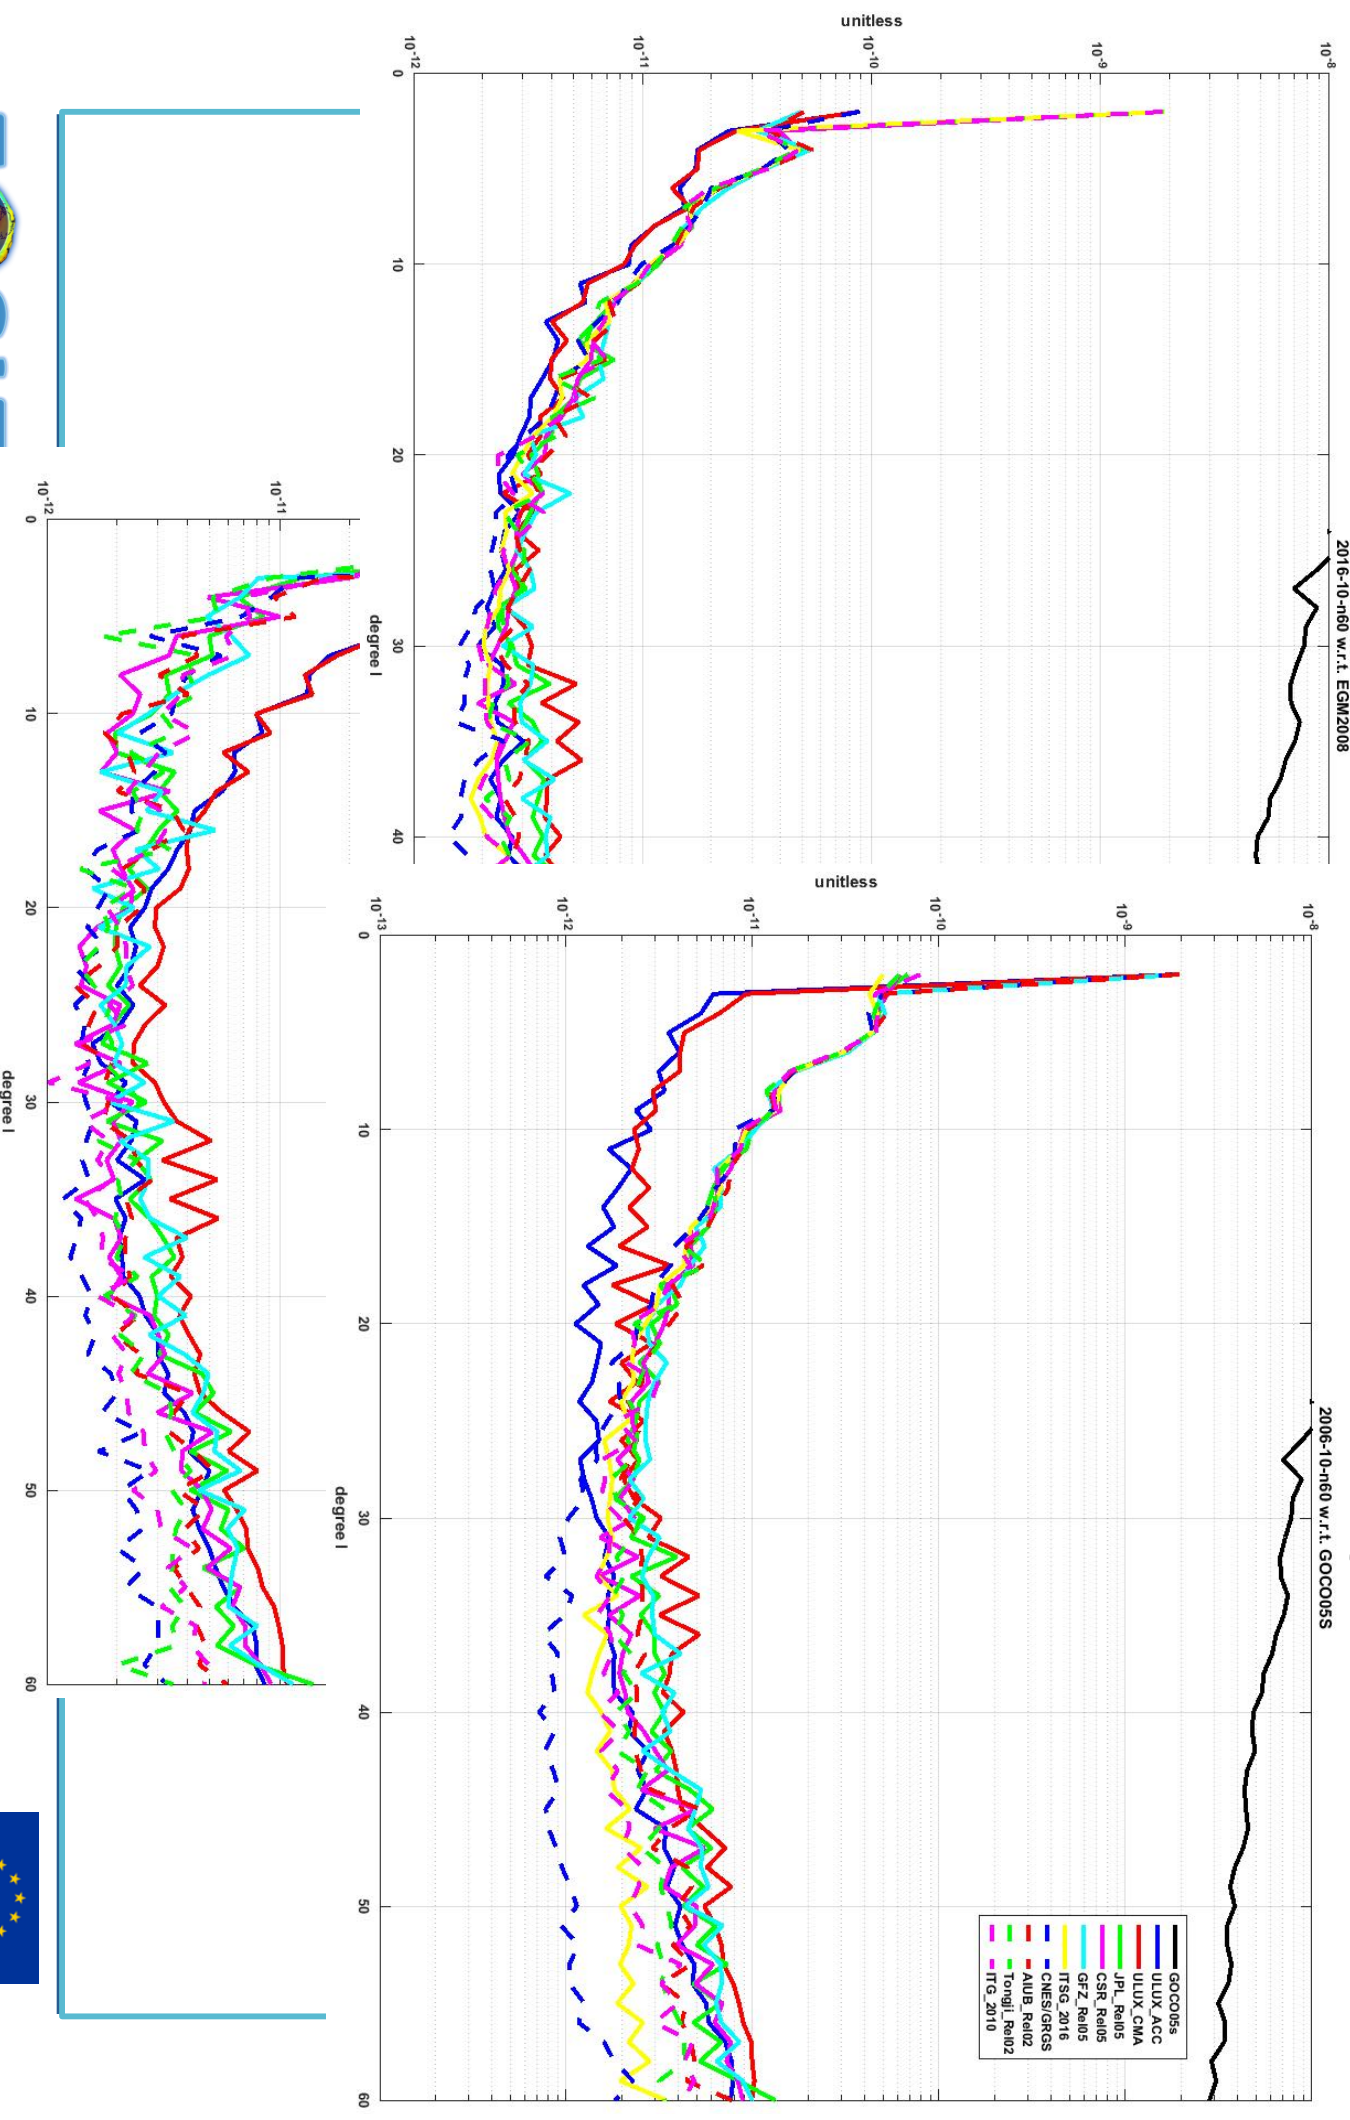 2016-10-n60 w.r.t. EGM2008
unitless
10^-12
10^-11
10^-10
10^-9
10^-8
0
10
20
30
40
2006-10-n60 w.r.t. GOCO05S
unitless
10^-13
10^-12
10^-11
10^-10
10^-9
10^-8
0
10
20
30
40
50
60
degree l
GOCO05s
ULUX_ACC
ULUX_CMA
JPL_Rel05
CSR_Rel05
GFZ_Rel05
ITSG_2016
CNES/GRGS
AIUB_Rel02
Tongji_Rel02
ITG_2010
degree l
10^-12
10^-11
0
10
20
30
40
50
60
degree l